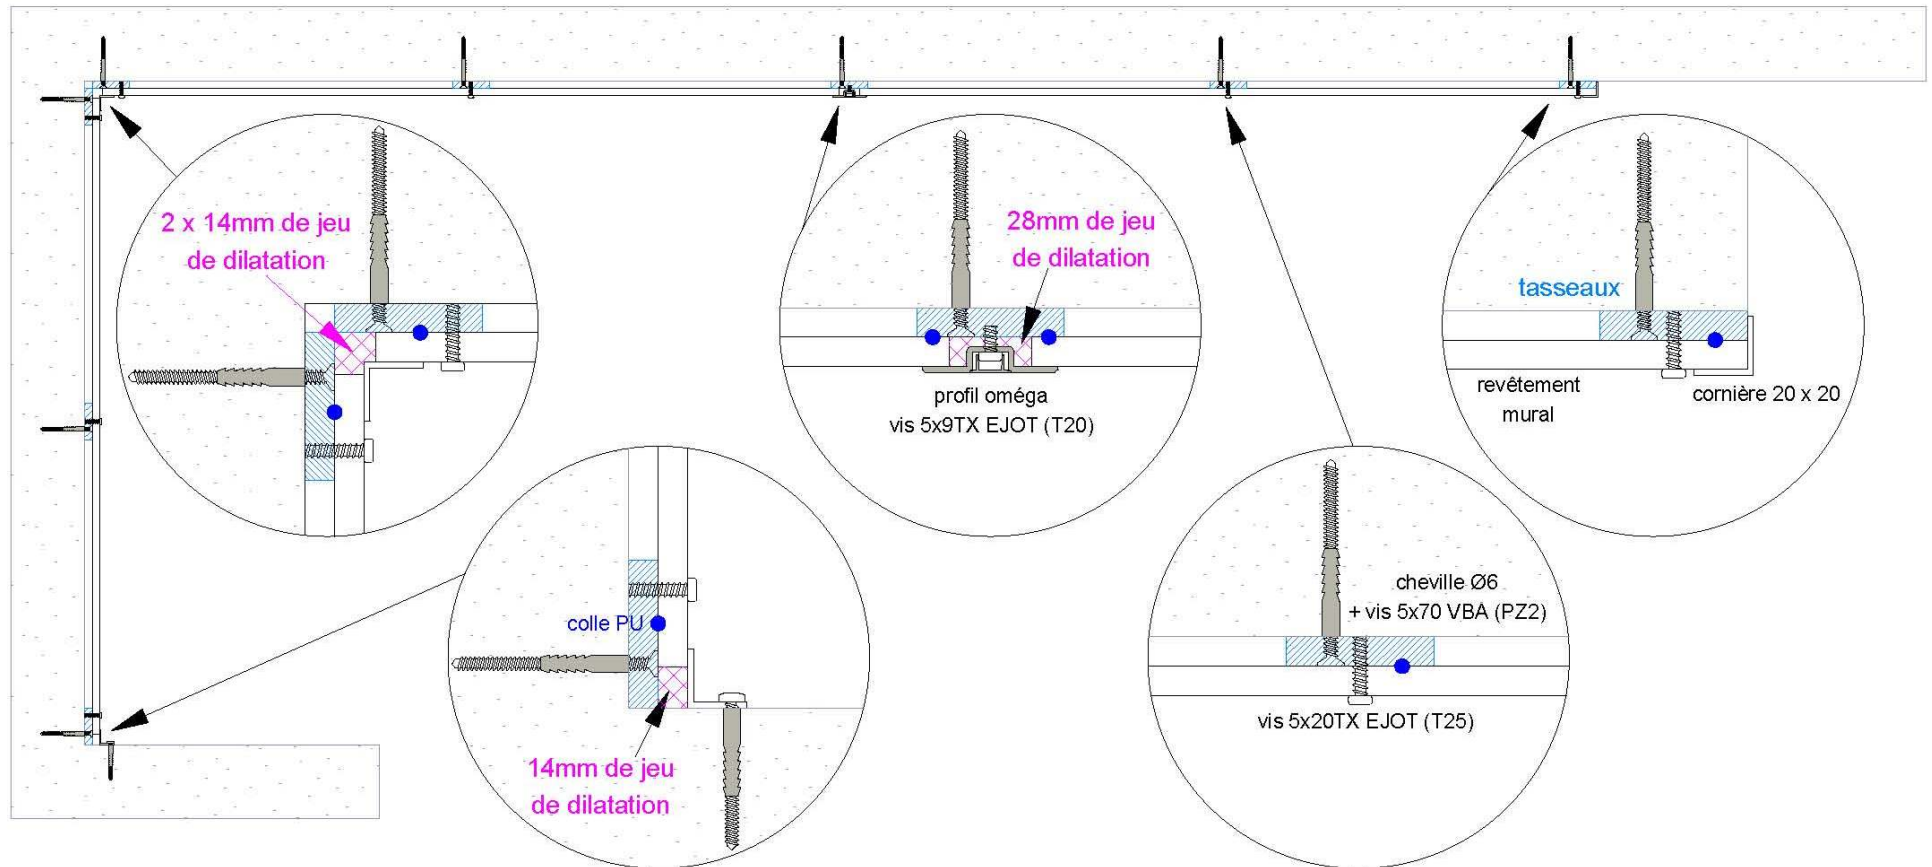 2 x 14mm de jeu
de dilatation
28mm de jeu
de dilatation
profil oméga
vis 5x9TX EJOT (T20)
tasseaux
revêtement
mural
cornière 20 x 20
colle PU
14mm de jeu
de dilatation
cheville Ø6
+ vis 5x70 VBA (PZ2)
vis 5x20TX EJOT (T25)